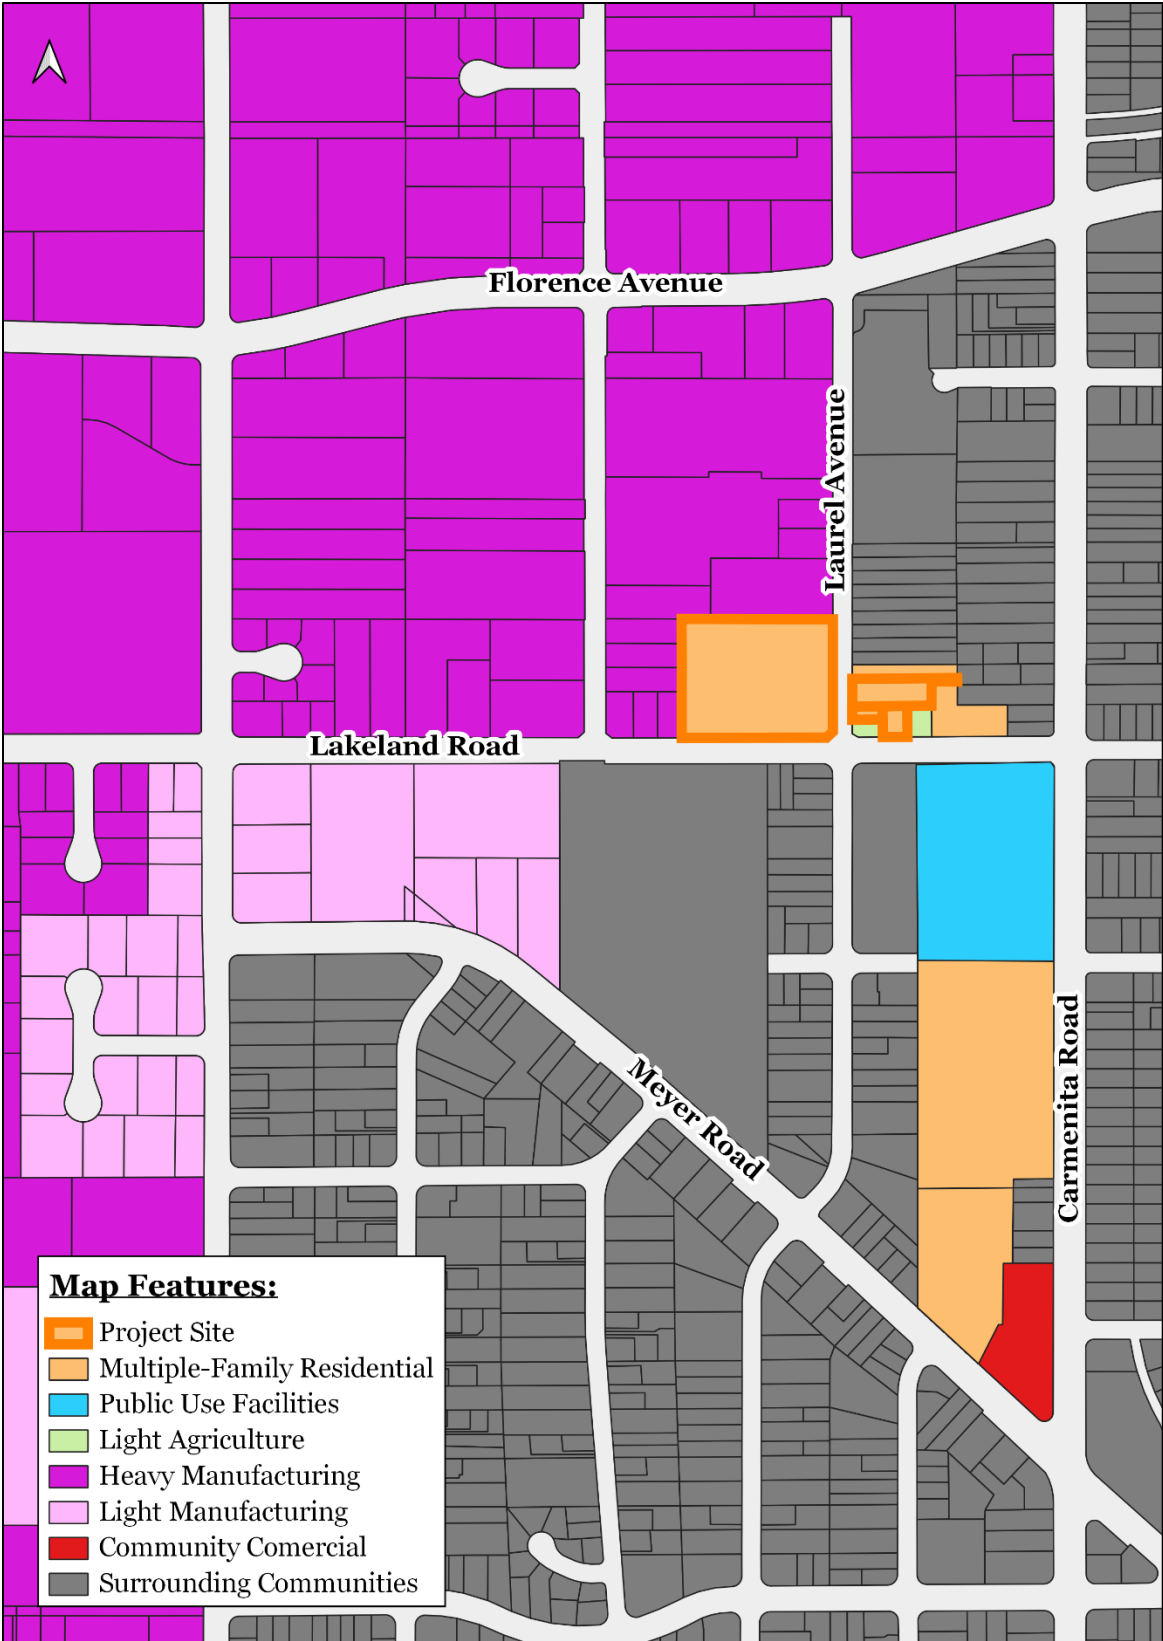 Florence Avenue
Laurel Avenue
Lakeland Road
Meyer Road
Carmenita Road
Map Features:
Project Site
Multiple-Family Residential
Public Use Facilities
Light Agriculture
Heavy Manufacturing
Light Manufacturing
Community Comercial
Surrounding Communities